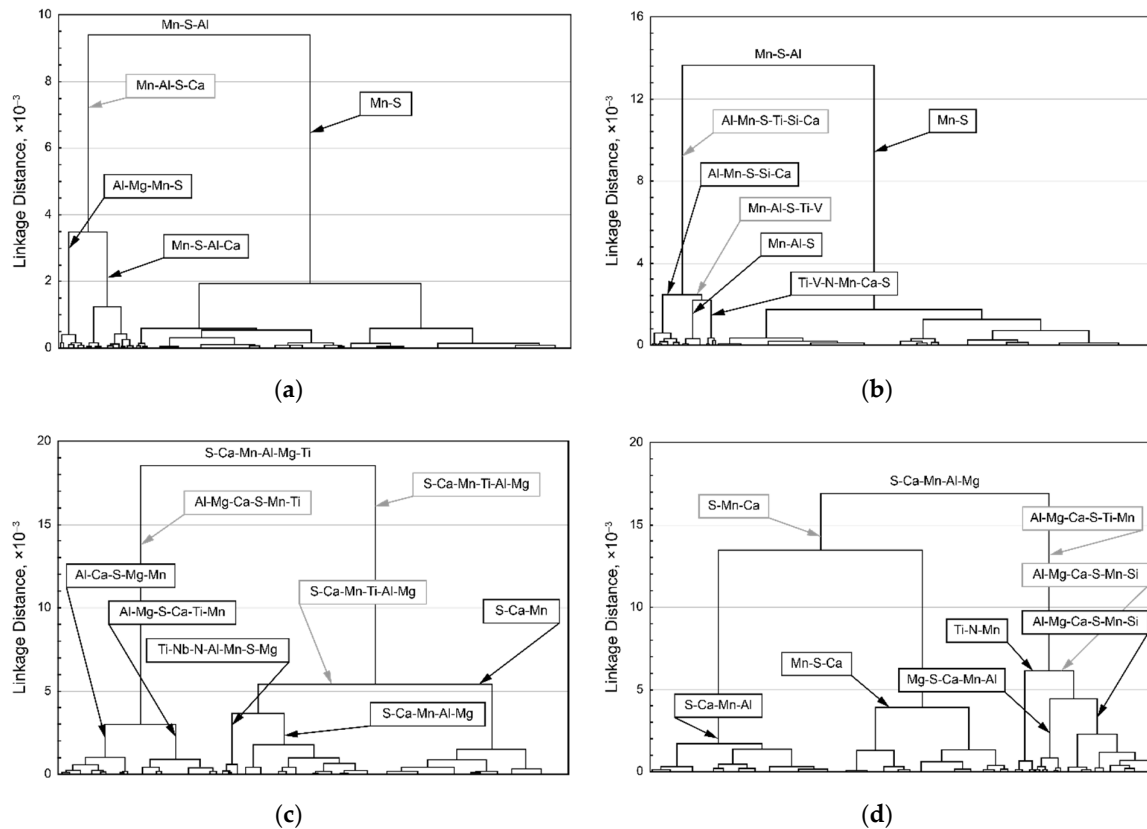 Mn-S-Al
Mn-Al-S-Ca
Mn-S
Al-Mg-Mn-S
Mn-S-Al-Ca
Linkage Distance, ×10⁻³
10
8
6
4
2
0
(a)
Mn-S-Al
Al-Mn-S-Ti-Si-Ca
Mn-S
Al-Mn-S-Si-Ca
Mn-Al-S-Ti-V
Mn-Al-S
Ti-V-N-Mn-Ca-S
Linkage Distance, ×10⁻³
16
12
8
4
0
(b)
S-Ca-Mn-Al-Mg-Ti
Al-Mg-Ca-S-Mn-Ti
S-Ca-Mn-Ti-Al-Mg
Al-Ca-S-Mg-Mn
S-Ca-Mn-Ti-Al-Mg
Al-Mg-S-Ca-Ti-Mn
S-Ca-Mn
Ti-Nb-N-Al-Mn-S-Mg
S-Ca-Mn-Al-Mg
Linkage Distance, ×10⁻³
20
15
10
5
0
(c)
S-Ca-Mn-Al-Mg
S-Mn-Ca
Al-Mg-Ca-S-Ti-Mn
Al-Mg-Ca-S-Mn-Si
Al-Mg-Ca-S-Mn-Si
Ti-N-Mn
Mn-S-Ca
Mg-S-Ca-Mn-Al
S-Ca-Mn-Al
Linkage Distance, ×10⁻³
20
15
10
5
0
(d)